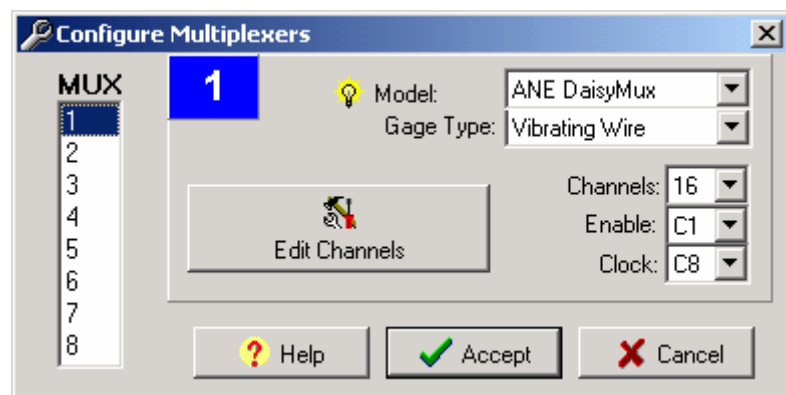 Configure Multiplexers
MUX
1
2
3
4
5
6
7
8
1
Model: ANE DaisyMux
Gage Type: Vibrating Wire
Edit Channels
Channels: 16
Enable: C1
Clock: C8
? Help
Accept
Cancel